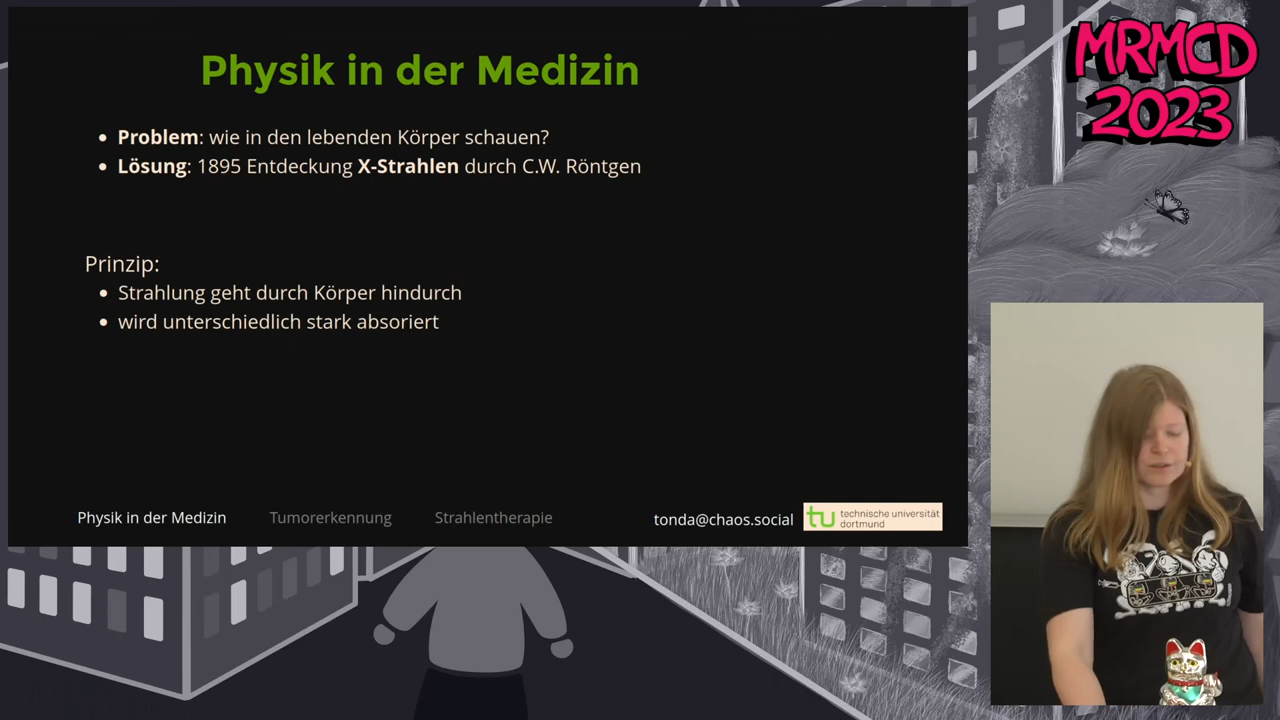 Physik in der Medizin
• Problem: wie in den lebenden Körper schauen?
• Lösung: 1895 Entdeckung X-Strahlen durch C.W. Röntgen
Prinzip:
• Strahlung geht durch Körper hindurch
• wird unterschiedlich stark absoriert
Physik in der Medizin Tumorerkennung Strahlentherapie tonda@chaos.social
tu technische universität
dortmund
MRMCD
2023